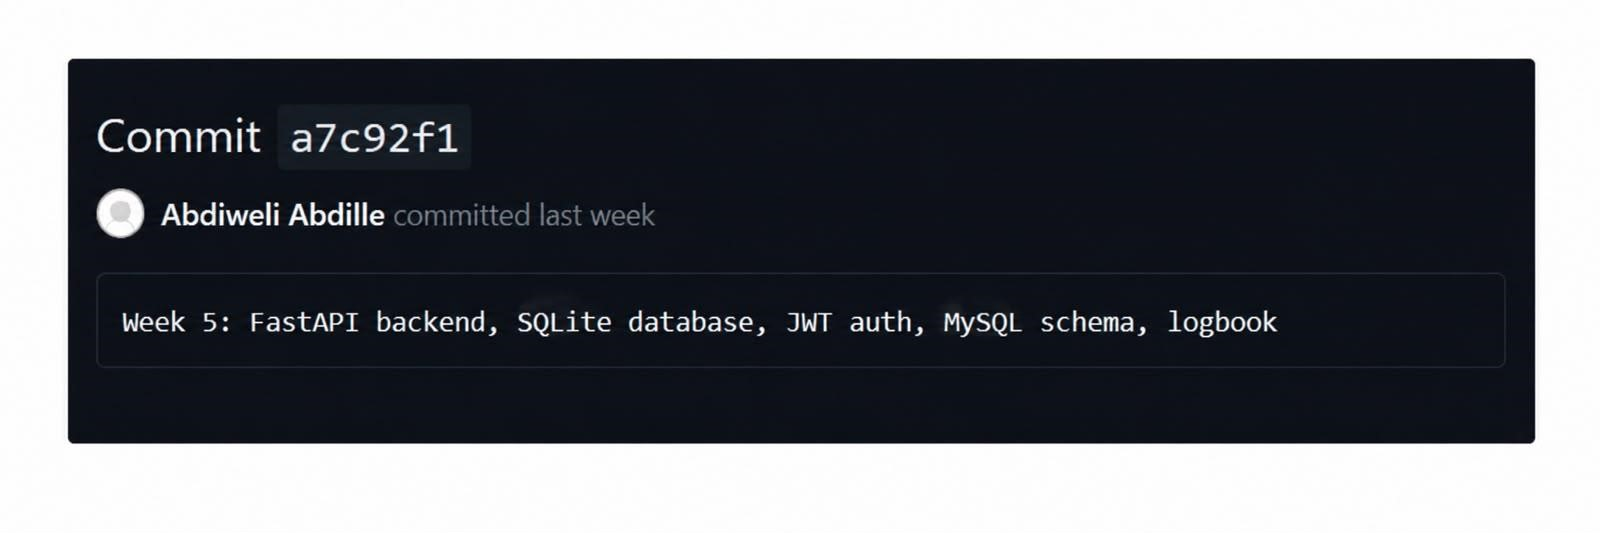 Commit a7c92f1
Abdiweli Abdille committed last week
Week 5: FastAPI backend, SQLite database, JWT auth, MySQL schema, logbook